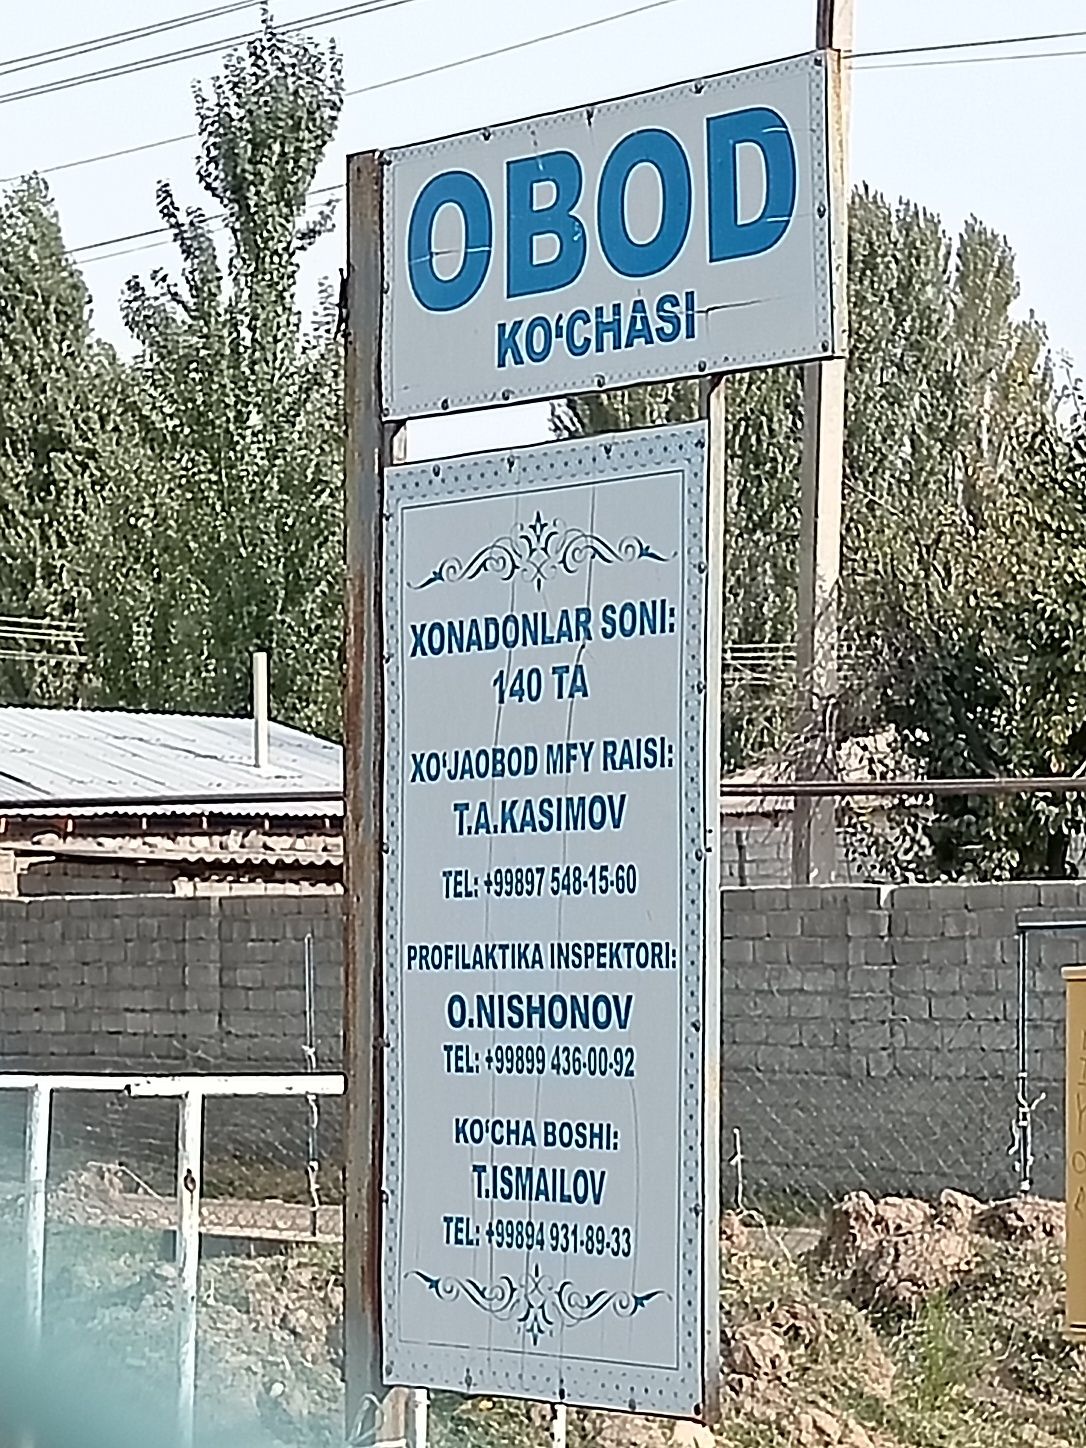 OBOD
KO‘CHASI
XONADONLAR SONI:
140 TA
XO‘JAOBOD MFY RAISI:
T.A.KASIMOV
TEL: +99897 548-15-60
PROFILAKTIKA INSPEKTORI:
O.NISHONOV
TEL: +99899 436-00-92
KO‘CHA BOSHI:
T.ISMAILOV
TEL: +99894 931-89-33